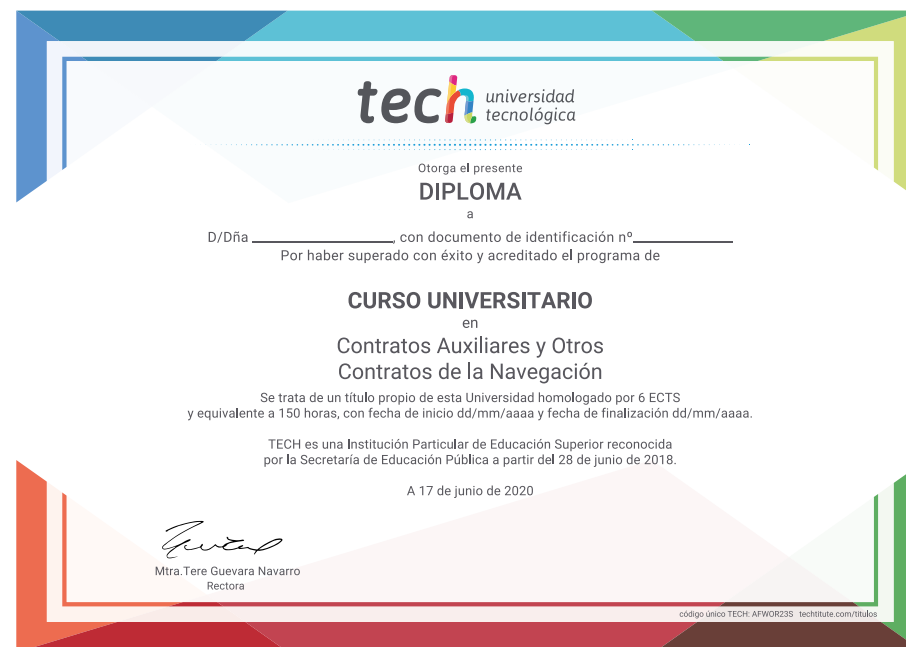 tech universidad
tecnológica
Otorga el presente
DIPLOMA
a
D/Dña ____________________, con documento de identificación nº______________
Por haber superado con éxito y acreditado el programa de
CURSO UNIVERSITARIO
en
Contratos Auxiliares y Otros
Contratos de la Navegación
Se trata de un título propio de esta Universidad homologado por 6 ECTS
y equivalente a 150 horas, con fecha de inicio dd/mm/aaaa y fecha de finalización dd/mm/aaaa.
TECH es una Institución Particular de Educación Superior reconocida
por la Secretaría de Educación Pública a partir del 28 de junio de 2018.
A 17 de junio de 2020
Mtra.Tere Guevara Navarro
Rectora
código único TECH: AFWOR23S techtitute.com/titulos